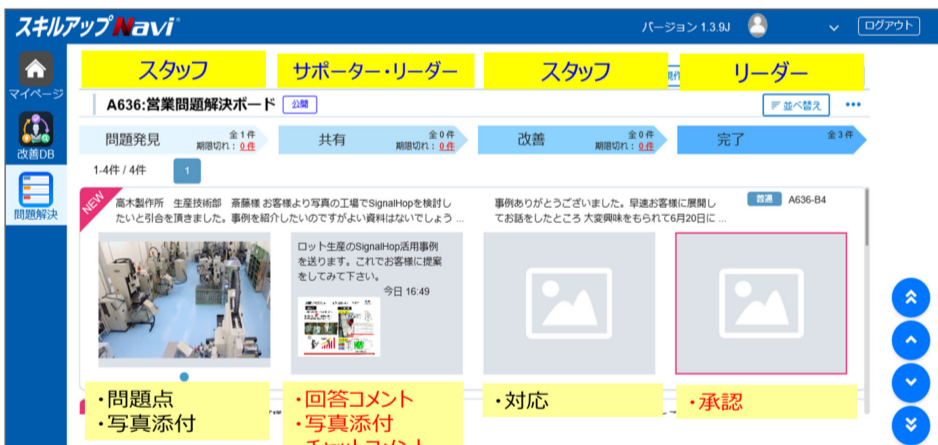 スキルアップNavi
バージョン 1.3.9J
ログアウト
マイページ
改善DB
問題解決
スタッフ
サポーター・リーダー
スタッフ
リーダー
A636:営業問題解決ボード
公開
並べ替え
問題発見
全1件
期限切れ:0件
共有
全0件
期限切れ:0件
改善
全0件
期限切れ:0件
完了
全3件
1-4件 / 4件
1
NEW
高木製作所 生産技術部 斎藤様 お客様より写真の工場でSignalHopを検討し
たいと引合を頂きました。事例を紹介したいのですがよい資料はないでしょう ...
事例ありがとうございました。早速お客様に展開し
てお話をしたところ 大変興味をもられて6月20日に ...
普通
A636-B4
ロット生産のSignalHop活用事例
を送ります。これでお客様に提案
をしてみて下さい。
今日 16:49
・問題点
・写真添付
・回答コメント
・写真添付
・チャットコメント
・対応
・承認